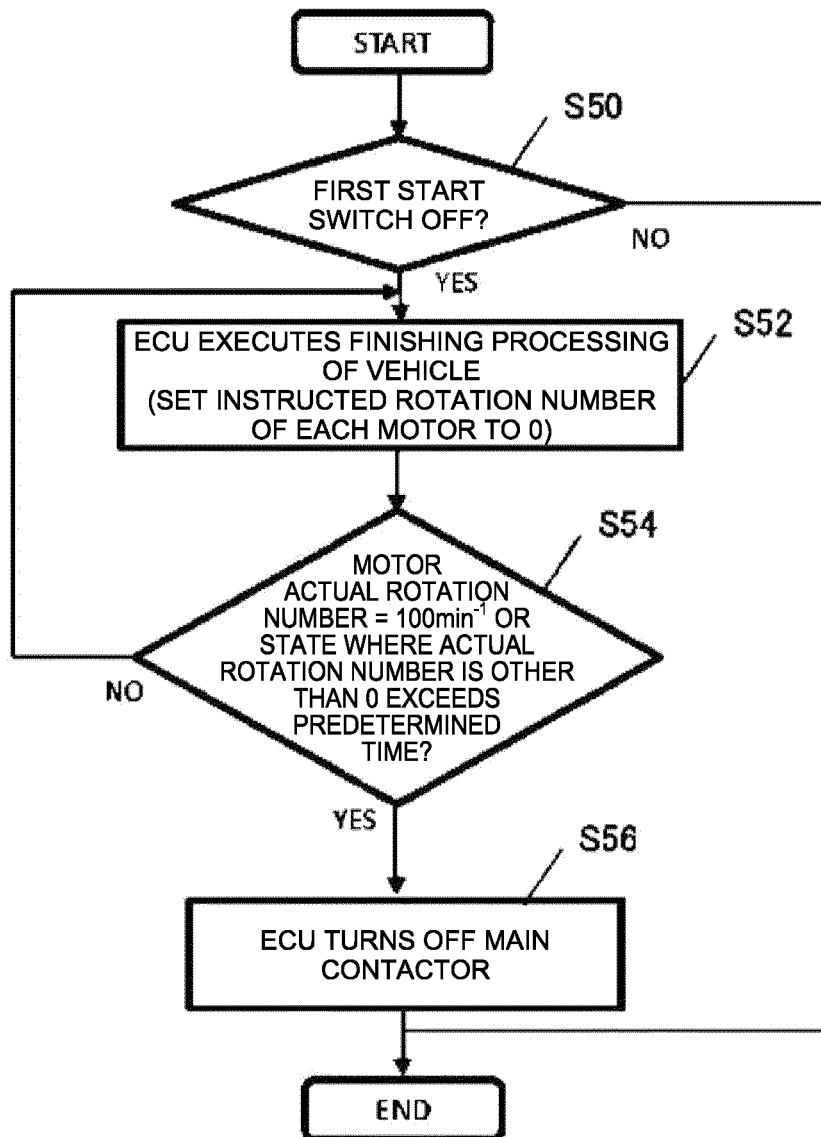 START
S50
FIRST START
SWITCH OFF?
NO
YES
S52
ECU EXECUTES FINISHING PROCESSING
OF VEHICLE
(SET INSTRUCTED ROTATION NUMBER
OF EACH MOTOR TO 0)
S54
MOTOR
ACTUAL ROTATION
NUMBER = 100min⁻¹ OR
STATE WHERE ACTUAL
ROTATION NUMBER IS OTHER
THAN 0 EXCEEDS
PREDETERMINED
TIME?
NO
YES
S56
ECU TURNS OFF MAIN
CONTACTOR
END